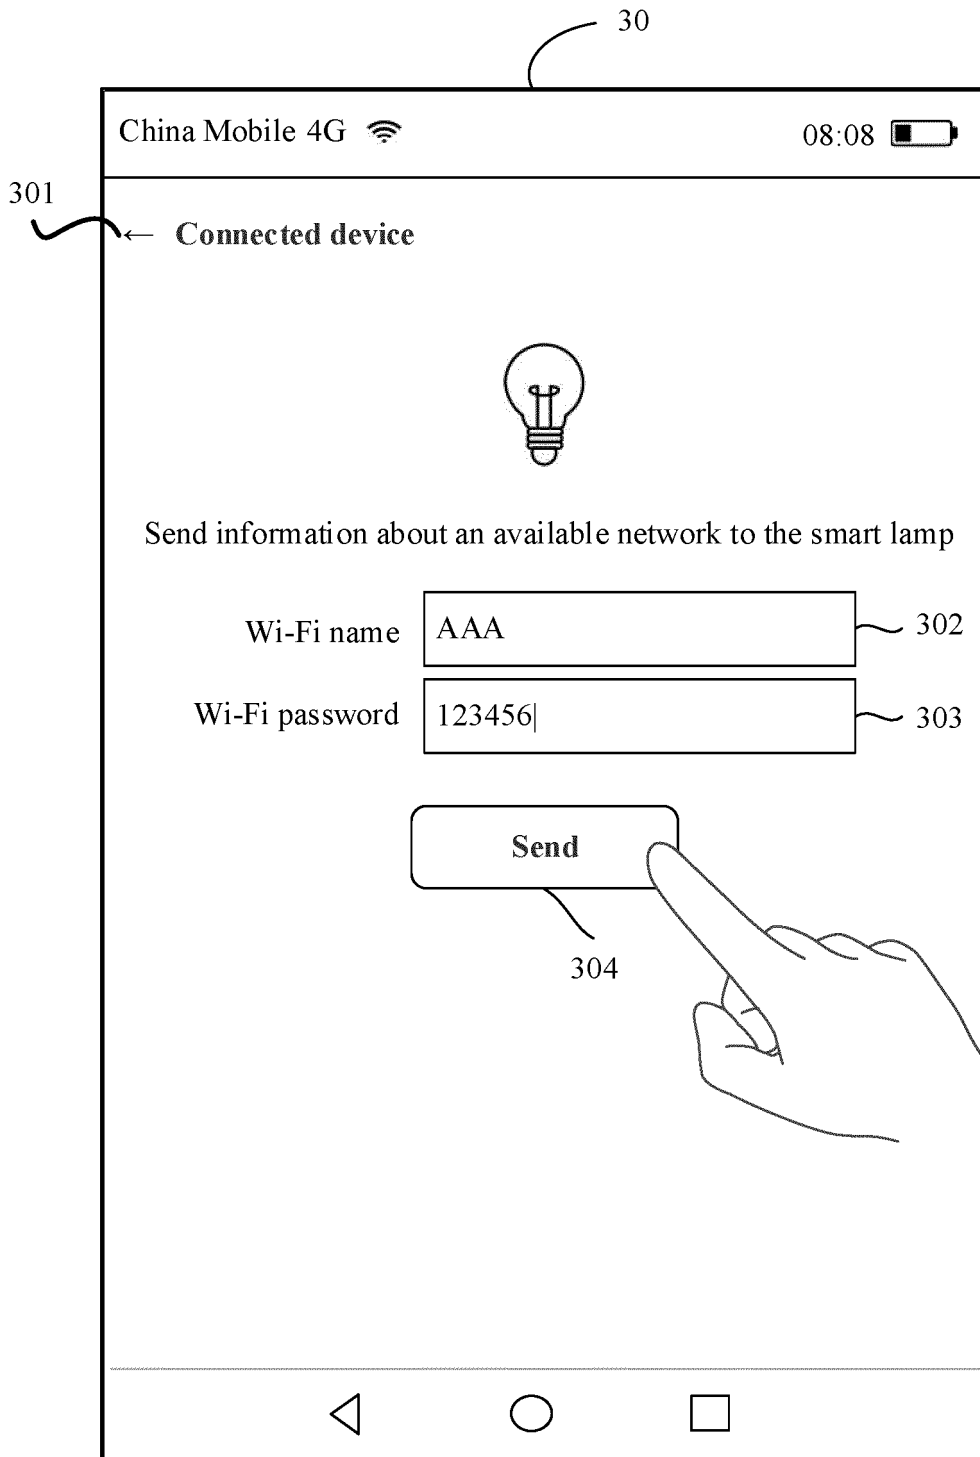 30
China Mobile 4G 08:08
301
← Connected device
Send information about an available network to the smart lamp
Wi-Fi name AAA 302
Wi-Fi password 123456 303
Send
304